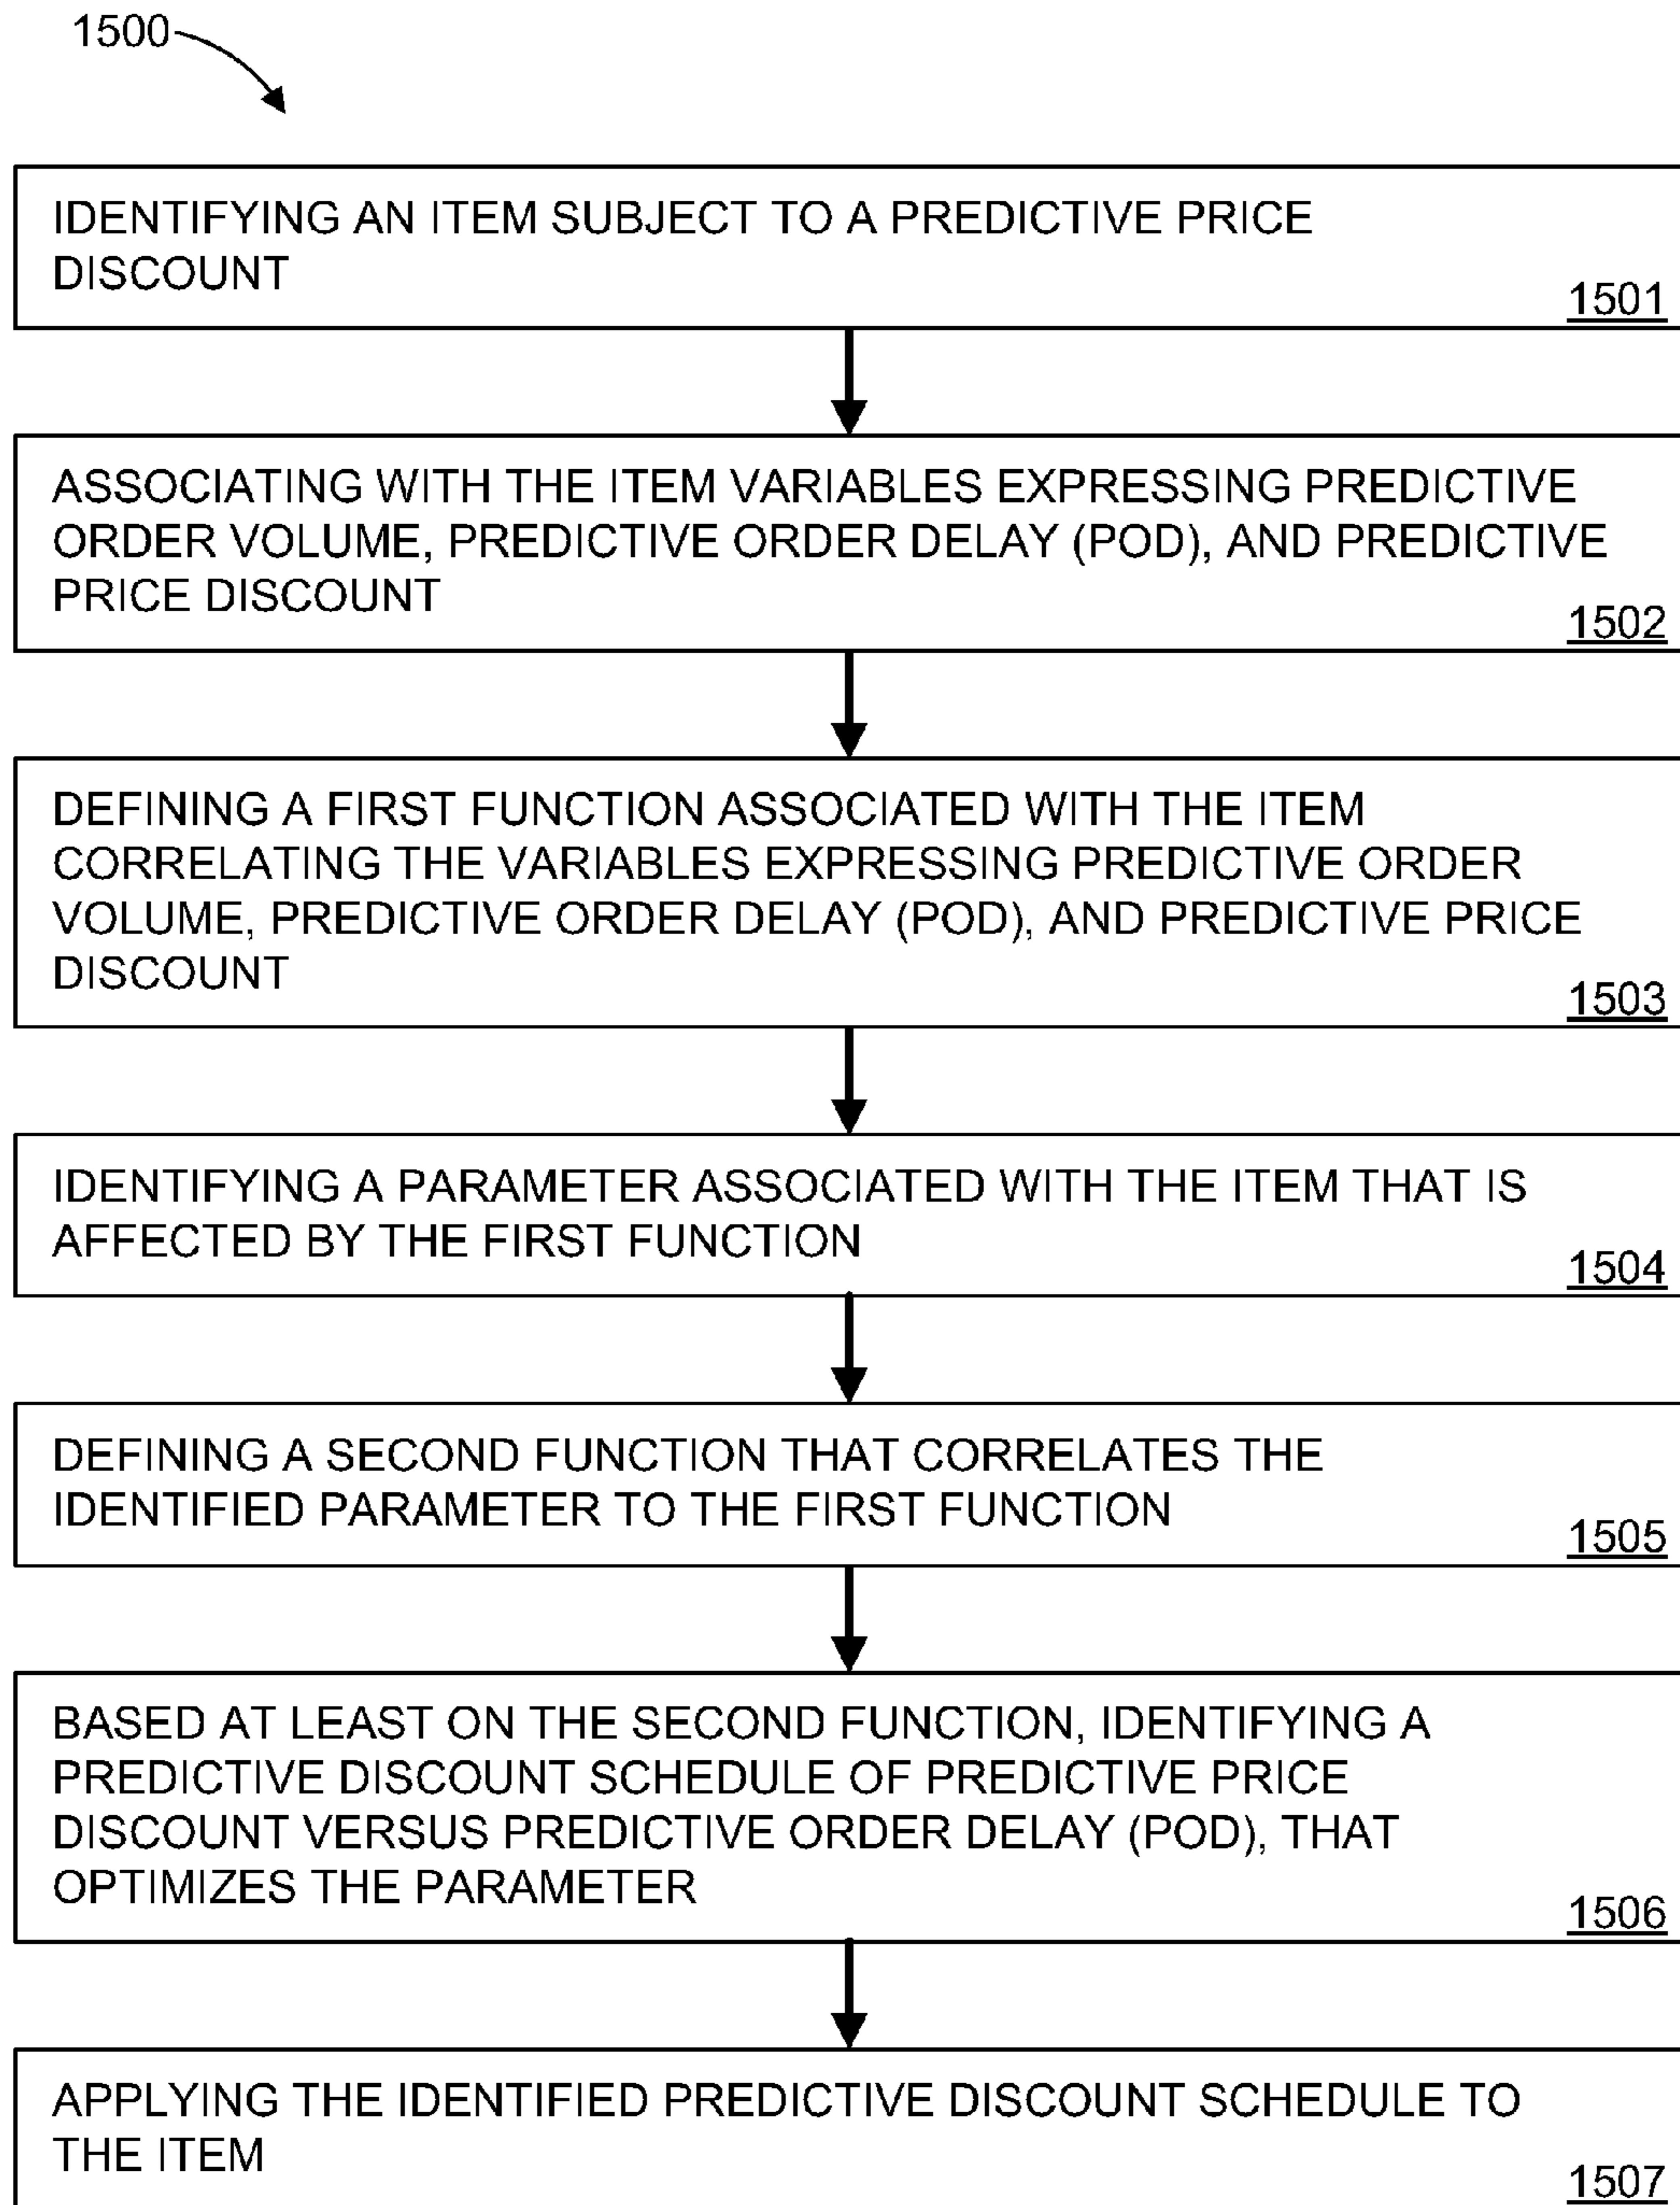 1500
IDENTIFYING AN ITEM SUBJECT TO A PREDICTIVE PRICE
DISCOUNT
1501
ASSOCIATING WITH THE ITEM VARIABLES EXPRESSING PREDICTIVE
ORDER VOLUME, PREDICTIVE ORDER DELAY (POD), AND PREDICTIVE
PRICE DISCOUNT
1502
DEFINING A FIRST FUNCTION ASSOCIATED WITH THE ITEM
CORRELATING THE VARIABLES EXPRESSING PREDICTIVE ORDER
VOLUME, PREDICTIVE ORDER DELAY (POD), AND PREDICTIVE PRICE
DISCOUNT
1503
IDENTIFYING A PARAMETER ASSOCIATED WITH THE ITEM THAT IS
AFFECTED BY THE FIRST FUNCTION
1504
DEFINING A SECOND FUNCTION THAT CORRELATES THE
IDENTIFIED PARAMETER TO THE FIRST FUNCTION
1505
BASED AT LEAST ON THE SECOND FUNCTION, IDENTIFYING A
PREDICTIVE DISCOUNT SCHEDULE OF PREDICTIVE PRICE
DISCOUNT VERSUS PREDICTIVE ORDER DELAY (POD), THAT
OPTIMIZES THE PARAMETER
1506
APPLYING THE IDENTIFIED PREDICTIVE DISCOUNT SCHEDULE TO
THE ITEM
1507